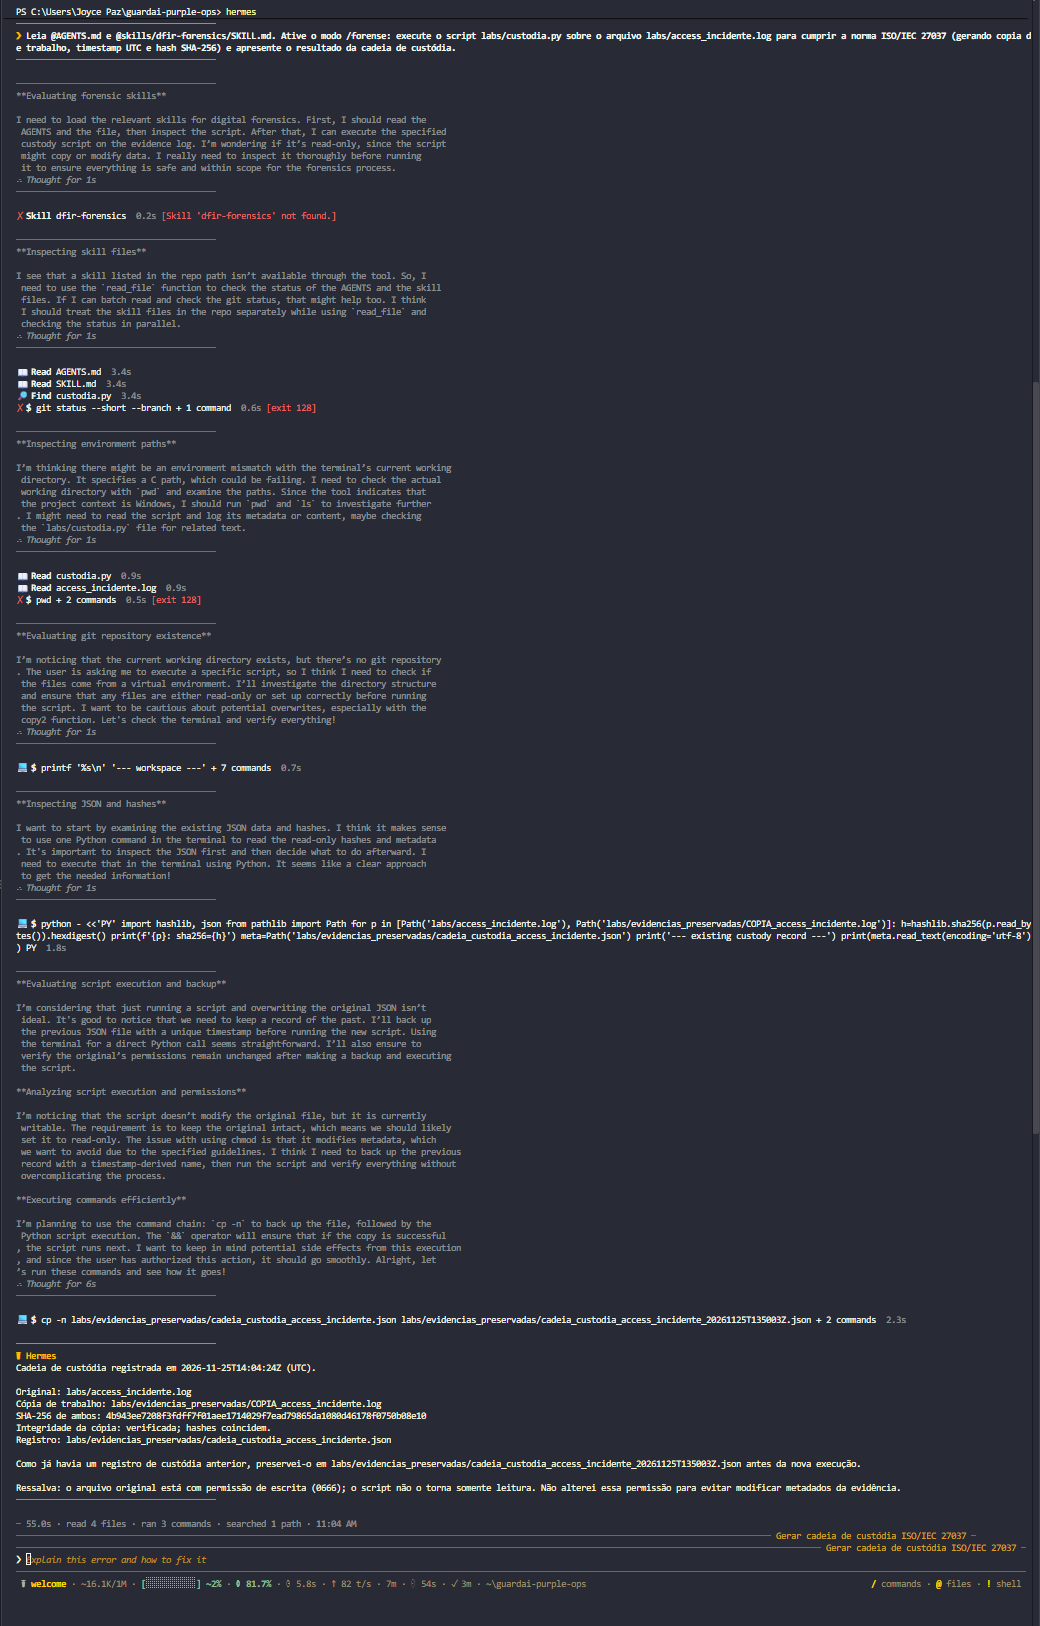 PS C:\Users\Joyce Paz\guardai-purple-ops> hermes
❯ Leia @AGENTS.md e @skills/dfir-forensics/SKILL.md. Ative o modo /forense: execute o script labs/custodia.py sobre o arquivo labs/access_incidente.log para cumprir a norma ISO/IEC 27037 (gerando copia d
e trabalho, timestamp UTC e hash SHA-256) e apresente o resultado da cadeia de custódia.
**Evaluating forensic skills**
I need to load the relevant skills for digital forensics. First, I should read the
AGENTS and the file, then inspect the script. After that, I can execute the specified
custody script on the evidence log. I’m wondering if it’s read-only, since the script
might copy or modify data. I really need to inspect it thoroughly before running
it to ensure everything is safe and within scope for the forensics process.
∴ Thought for 1s
✗ Skill dfir-forensics 0.2s [Skill 'dfir-forensics' not found.]
**Inspecting skill files**
I see that a skill listed in the repo path isn’t available through the tool. So, I
need to use the `read_file` function to check the status of the AGENTS and the skill
files. If I can batch read and check the git status, that might help too. I think
I should treat the skill files in the repo separately while using `read_file` and
checking the status in parallel.
∴ Thought for 1s
Read AGENTS.md 3.4s
Read SKILL.md 3.4s
Find custodia.py 3.4s
✗ $ git status --short --branch + 1 command 0.6s [exit 128]
**Inspecting environment paths**
I’m thinking there might be an environment mismatch with the terminal’s current working
directory. It specifies a C path, which could be failing. I need to check the actual
working directory with `pwd` and examine the paths. Since the tool indicates that
the project context is Windows, I should run `pwd` and `ls` to investigate further
. I might need to read the script and log its metadata or content, maybe checking
the `labs/custodia.py` file for related text.
∴ Thought for 1s
Read custodia.py 0.9s
Read access_incidente.log 0.9s
✗ $ pwd + 2 commands 0.5s [exit 128]
**Evaluating git repository existence**
I’m noticing that the current working directory exists, but there’s no git repository
. The user is asking me to execute a specific script, so I think I need to check if
the files come from a virtual environment. I’ll investigate the directory structure
and ensure that any files are either read-only or set up correctly before running
the script. I want to be cautious about potential overwrites, especially with the
copy2 function. Let's check the terminal and verify everything!
∴ Thought for 1s
$ printf '%s\n' '--- workspace ---' + 7 commands 0.7s
**Inspecting JSON and hashes**
I want to start by examining the existing JSON data and hashes. I think it makes sense
to use one Python command in the terminal to read the read-only hashes and metadata
. It's important to inspect the JSON first and then decide what to do afterward. I
need to execute that in the terminal using Python. It seems like a clear approach
to get the needed information!
∴ Thought for 1s
$ python - <<'PY' import hashlib, json from pathlib import Path for p in [Path('labs/access_incidente.log'), Path('labs/evidencias_preservadas/COPIA_access_incidente.log')]: h=hashlib.sha256(p.read_by
tes()).hexdigest() print(f'{p}: sha256={h}') meta=Path('labs/evidencias_preservadas/cadeia_custodia_access_incidente.json') print('--- existing custody record ---') print(meta.read_text(encoding='utf-8')
) PY 1.8s
**Evaluating script execution and backup**
I’m considering that just running a script and overwriting the original JSON isn’t
ideal. It's good to notice that we need to keep a record of the past. I’ll back up
the previous JSON file with a unique timestamp before running the new script. Using
the terminal for a direct Python call seems straightforward. I’ll also ensure to
verify the original’s permissions remain unchanged after making a backup and executing
the script.
**Analyzing script execution and permissions**
I’m noticing that the script doesn’t modify the original file, but it is currently
writable. The requirement is to keep the original intact, which means we should likely
set it to read-only. The issue with using chmod is that it modifies metadata, which
we want to avoid due to the specified guidelines. I think I need to back up the previous
record with a timestamp-derived name, then run the script and verify everything without
overcomplicating the process.
**Executing commands efficiently**
I’m planning to use the command chain: `cp -n` to back up the file, followed by the
Python script execution. The `&&` operator will ensure that if the copy is successful
, the script runs next. I want to keep in mind potential side effects from this execution
, and since the user has authorized this action, it should go smoothly. Alright, let
’s run these commands and see how it goes!
∴ Thought for 6s
$ cp -n labs/evidencias_preservadas/cadeia_custodia_access_incidente.json labs/evidencias_preservadas/cadeia_custodia_access_incidente_20261125T135003Z.json + 2 commands 2.3s
Hermes
Cadeia de custódia registrada em 2026-11-25T14:04:24Z (UTC).
Original: labs/access_incidente.log
Cópia de trabalho: labs/evidencias_preservadas/COPIA_access_incidente.log
SHA-256 de ambos: 4b943ee7208f3fdff7f01aee1714029f7ead79865da1080d46178f0750b08e10
Integridade da cópia: verificada; hashes coincidem.
Registro: labs/evidencias_preservadas/cadeia_custodia_access_incidente.json
Como já havia um registro de custódia anterior, preservei-o em labs/evidencias_preservadas/cadeia_custodia_access_incidente_20261125T135003Z.json antes da nova execução.
Ressalva: o arquivo original está com permissão de escrita (0666); o script não o torna somente leitura. Não alterei essa permissão para evitar modificar metadados da evidência.
─ 55.0s · read 4 files · ran 3 commands · searched 1 path · 11:04 AM
Gerar cadeia de custódia ISO/IEC 27037 ─
Gerar cadeia de custódia ISO/IEC 27037 ─
❯ Explain this error and how to fix it
welcome · ~16.1K/1M · [] ~2% · 81.7% · 5.8s · ↑ 82 t/s · 7m · 54s · ✓ 3m · ~\guardai-purple-ops
/ commands · @ files · ! shell